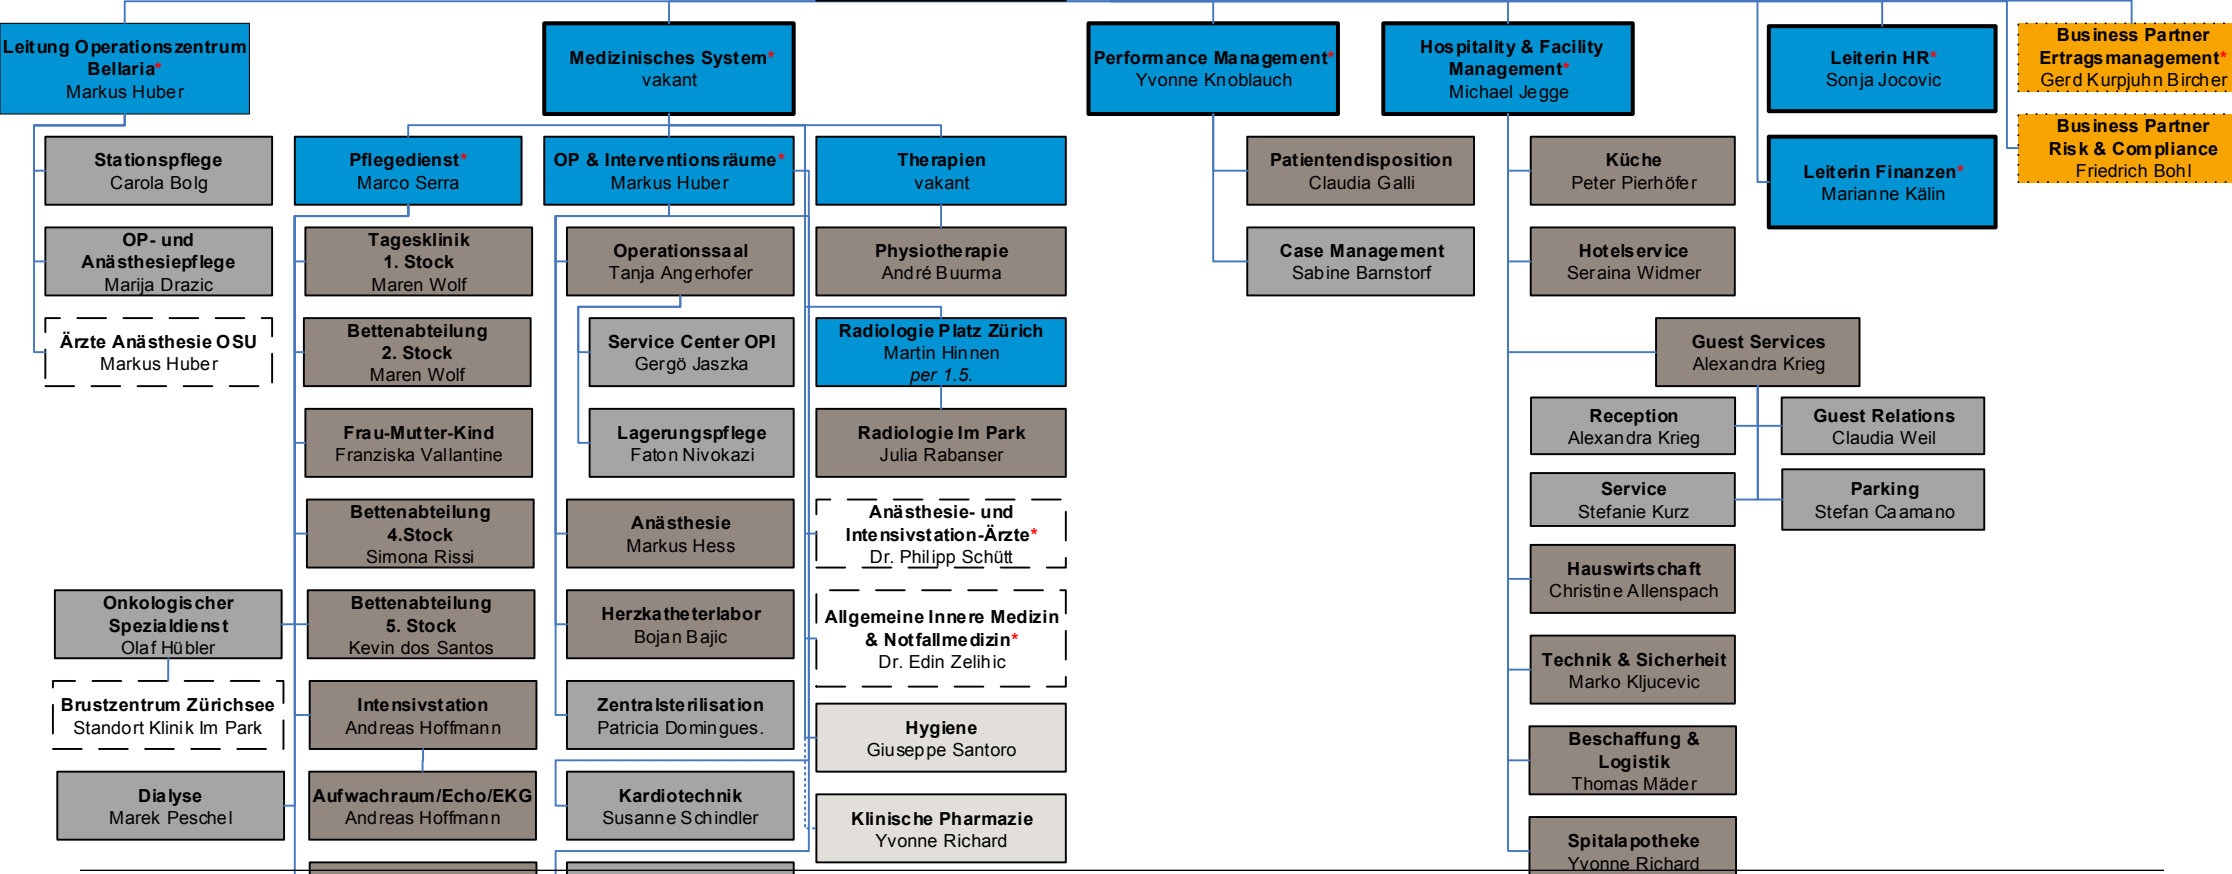 Leitung Operationszentrum
Bellaria*
Markus Huber
Medizinisches System*
vakant
Performance Management*
Yvonne Knoblauch
Hospitality & Facility
Management*
Michael Jegge
Leiterin HR*
Sonja Jocovic
Business Partner
Ertragsmanagement*
Gerd Kurpjuhn Bircher
Business Partner
Risk & Compliance
Friedrich Bohl
Leiterin Finanzen*
Marianne Kälin
Stationspflege
Carola Bolg
OP- und
Anästhesiepflege
Marija Drazic
Ärzte Anästhesie OSU
Markus Huber
Pflegedienst*
Marco Serra
Tagesklinik
1. Stock
Maren Wolf
Bettenabteilung
2. Stock
Maren Wolf
Frau-Mutter-Kind
Franziska Vallantine
Bettenabteilung
4.Stock
Simona Rissi
Onkologischer
Spezialdienst
Olaf Hübler
Bettenabteilung
5. Stock
Kevin dos Santos
Brustzentrum Zürichsee
Standort Klinik Im Park
Intensivstation
Andreas Hoffmann
Dialyse
Marek Peschel
Aufwachraum/Echo/EKG
Andreas Hoffmann
OP & Interventionsräume*
Markus Huber
Operationssaal
Tanja Angerhofer
Service Center OPI
Gergö Jaszka
Lagerungspflege
Faton Nivokazi
Anästhesie
Markus Hess
Herzkatheterlabor
Bojan Bajic
Zentralsterilisation
Patricia Domingues.
Kardiotechnik
Susanne Schindler
Therapien
vakant
Physiotherapie
André Buurma
Radiologie Platz Zürich
Martin Hinnen
per 1.5.
Radiologie Im Park
Julia Rabanser
Anästhesie- und
Intensivstation-Ärzte*
Dr. Philipp Schütt
Allgemeine Innere Medizin
& Notfallmedizin*
Dr. Edin Zelihic
Hygiene
Giuseppe Santoro
Klinische Pharmazie
Yvonne Richard
Patientendisposition
Claudia Galli
Case Management
Sabine Barnstorf
Küche
Peter Pierhöfer
Hotelservice
Seraina Widmer
Guest Services
Alexandra Krieg
Reception
Alexandra Krieg
Guest Relations
Claudia Weil
Service
Stefanie Kurz
Parking
Stefan Caamano
Hauswirtschaft
Christine Allenspach
Technik & Sicherheit
Marko Kljucevic
Beschaffung &
Logistik
Thomas Mäder
Spitalapotheke
Yvonne Richard